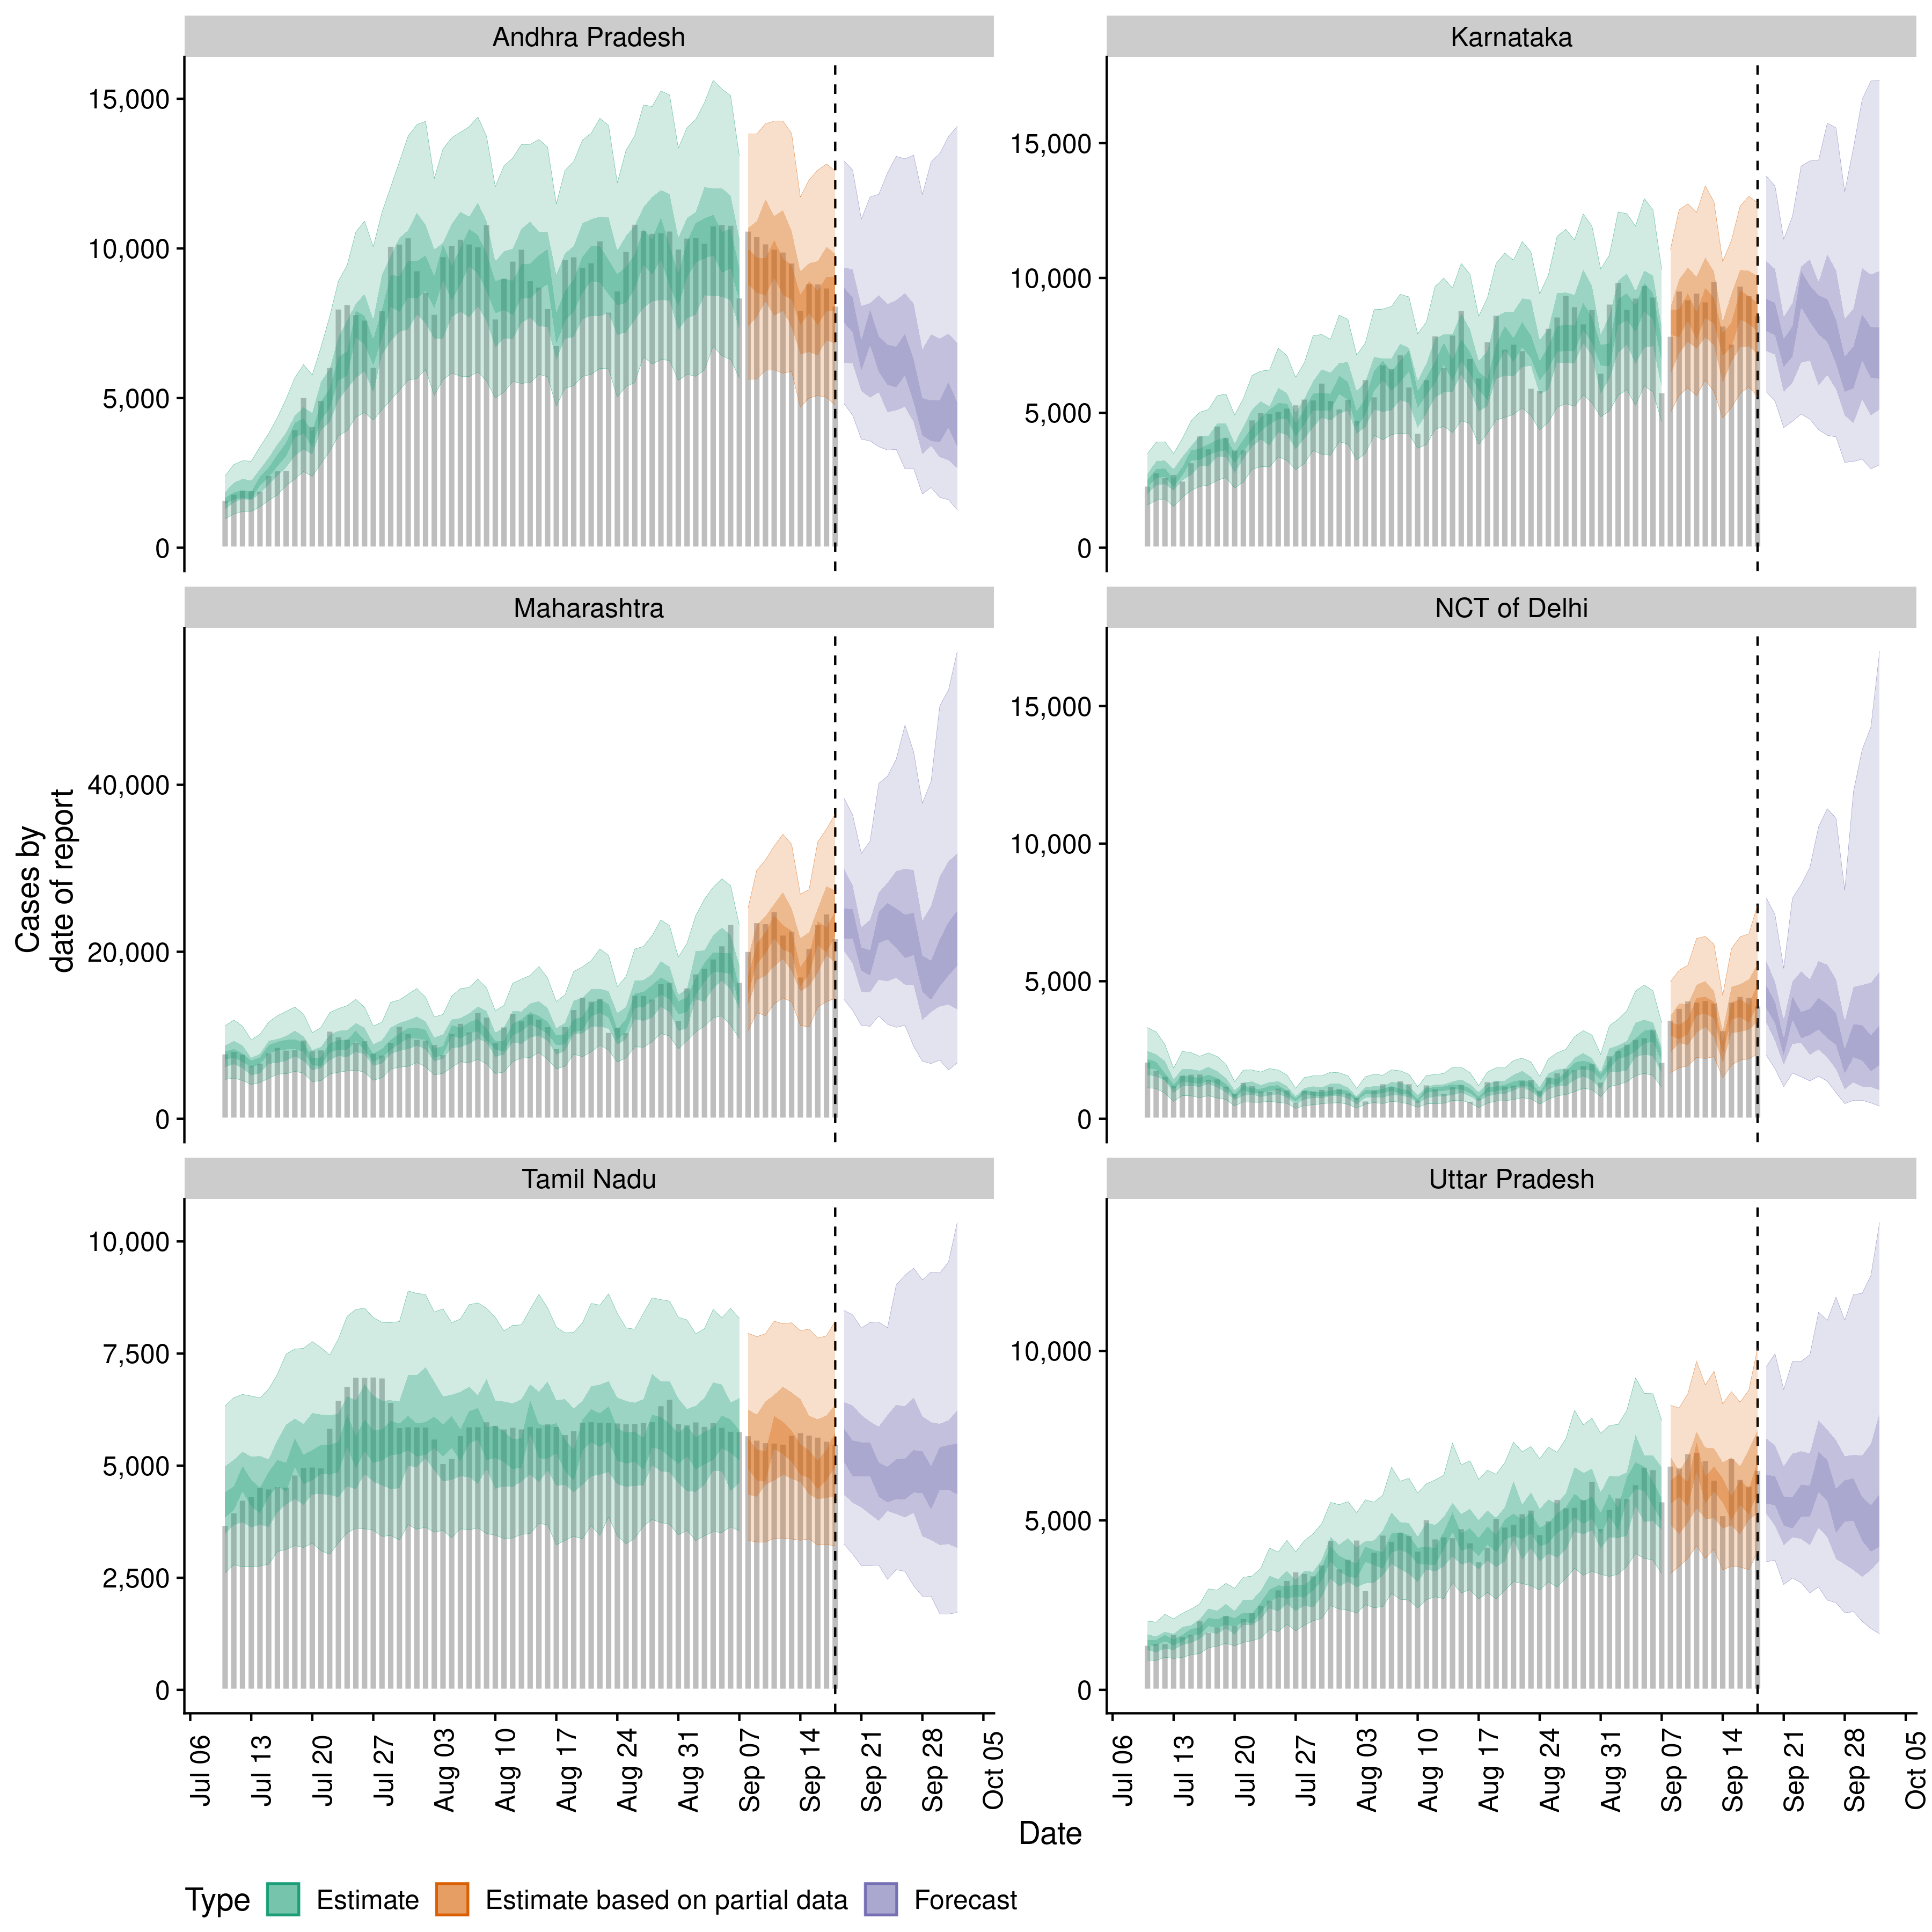 Andhra Pradesh
Karnataka
15,000
10,000
5,000
0
15,000
10,000
5,000
0
Maharashtra
NCT of Delhi
40,000
20,000
0
15,000
10,000
5,000
0
Cases by
date of report
Tamil Nadu
Uttar Pradesh
10,000
7,500
5,000
2,500
0
10,000
5,000
0
Jul 06
Jul 13
Jul 20
Jul 27
Aug 03
Aug 10
Aug 17
Aug 24
Aug 31
Sep 07
Sep 14
Sep 21
Sep 28
Oct 05
Jul 06
Jul 13
Jul 20
Jul 27
Aug 03
Aug 10
Aug 17
Aug 24
Aug 31
Sep 07
Sep 14
Sep 21
Sep 28
Oct 05
Date
Type Estimate Estimate based on partial data Forecast